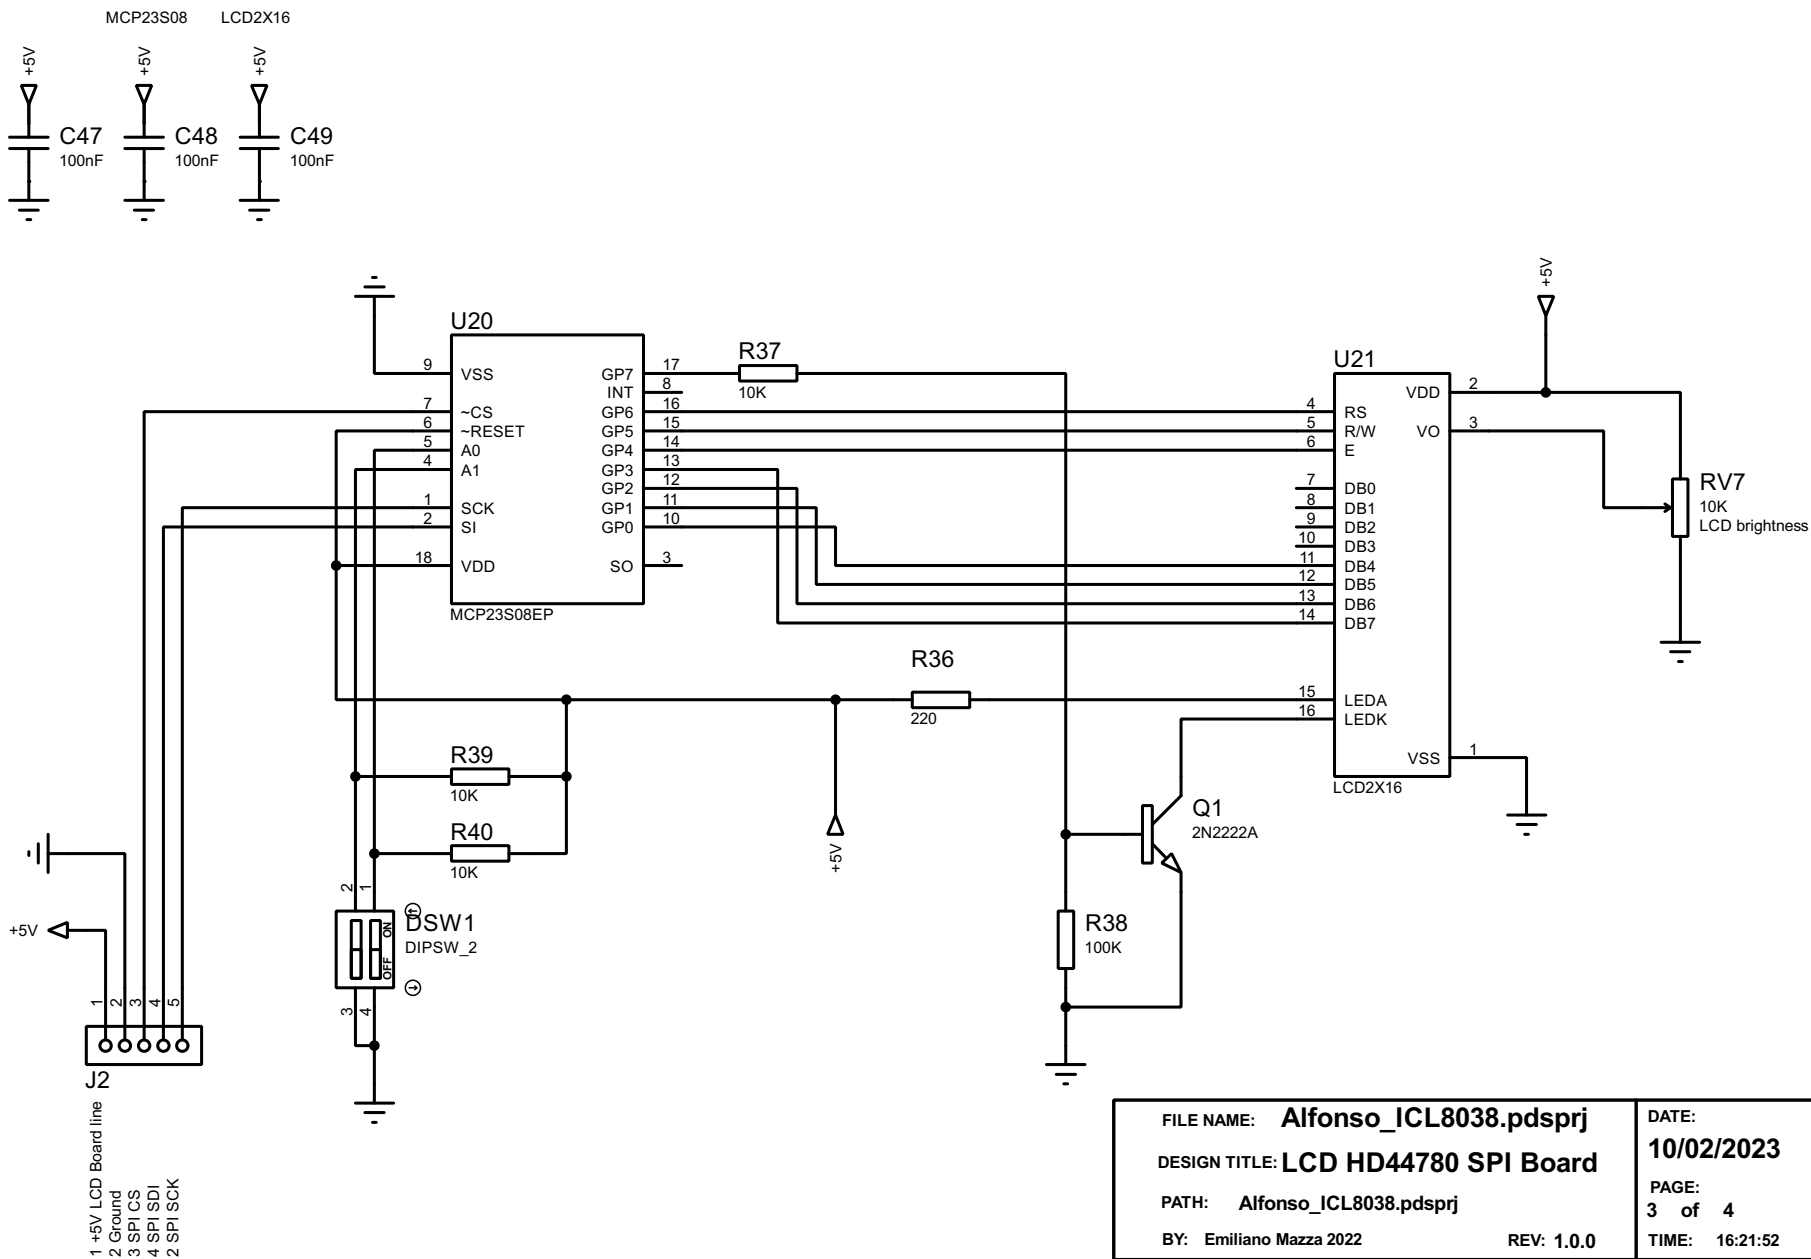 MCP23S08 LCD2X16
+5V +5V +5V
C47 C48 C49
100nF 100nF 100nF
+5V
U20
9 VSS
7 ~CS
6 ~RESET
5 A0
4 A1
1 SCK
2 SI
18 VDD
GP7 17
INT 8
GP6 16
GP5 15
GP4 14
GP3 13
GP2 12
GP1 11
GP0 10
SO 3
MCP23S08EP
R37
10K
U21
4 RS
5 R/W
6 E
7 DB0
8 DB1
9 DB2
10 DB3
11 DB4
12 DB5
13 DB6
14 DB7
15 LEDA
16 LEDK
VDD 2
VO 3
VSS 1
LCD2X16
RV7
10K
LCD brightness
R36
220
R39
10K
R40
10K
+5V
Q1
2N2222A
R38
100K
2 1
ON
OFF
DSW1
DIPSW_2
3 4
+5V
1 2 3 4 5
J2
1 +5V LCD Board line
2 Ground
3 SPI CS
4 SPI SDI
2 SPI SCK
FILE NAME: Alfonso_ICL8038.pdsprj
DESIGN TITLE: LCD HD44780 SPI Board
PATH: Alfonso_ICL8038.pdsprj
BY: Emiliano Mazza 2022 REV: 1.0.0
DATE:
10/02/2023
PAGE:
3 of 4
TIME: 16:21:52